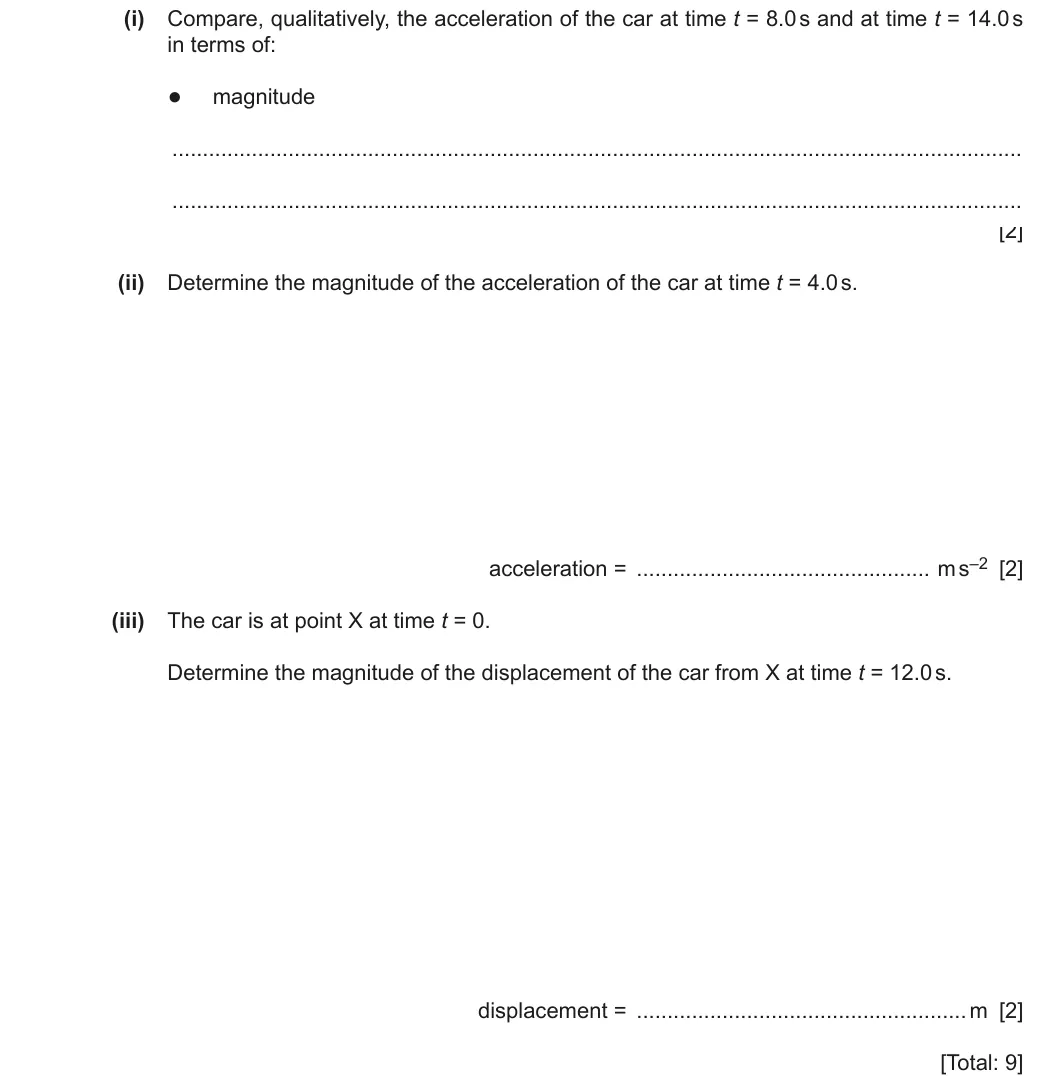 (i) Compare, qualitatively, the acceleration of the car at time t = 8.0 s and at time t = 14.0 s
in terms of:
● magnitude
..........................................................................................................................................
..........................................................................................................................................
[2]
(ii) Determine the magnitude of the acceleration of the car at time t = 4.0 s.
acceleration = ................................................ m s⁻² [2]
(iii) The car is at point X at time t = 0.
Determine the magnitude of the displacement of the car from X at time t = 12.0 s.
displacement = ...................................................... m [2]
[Total: 9]